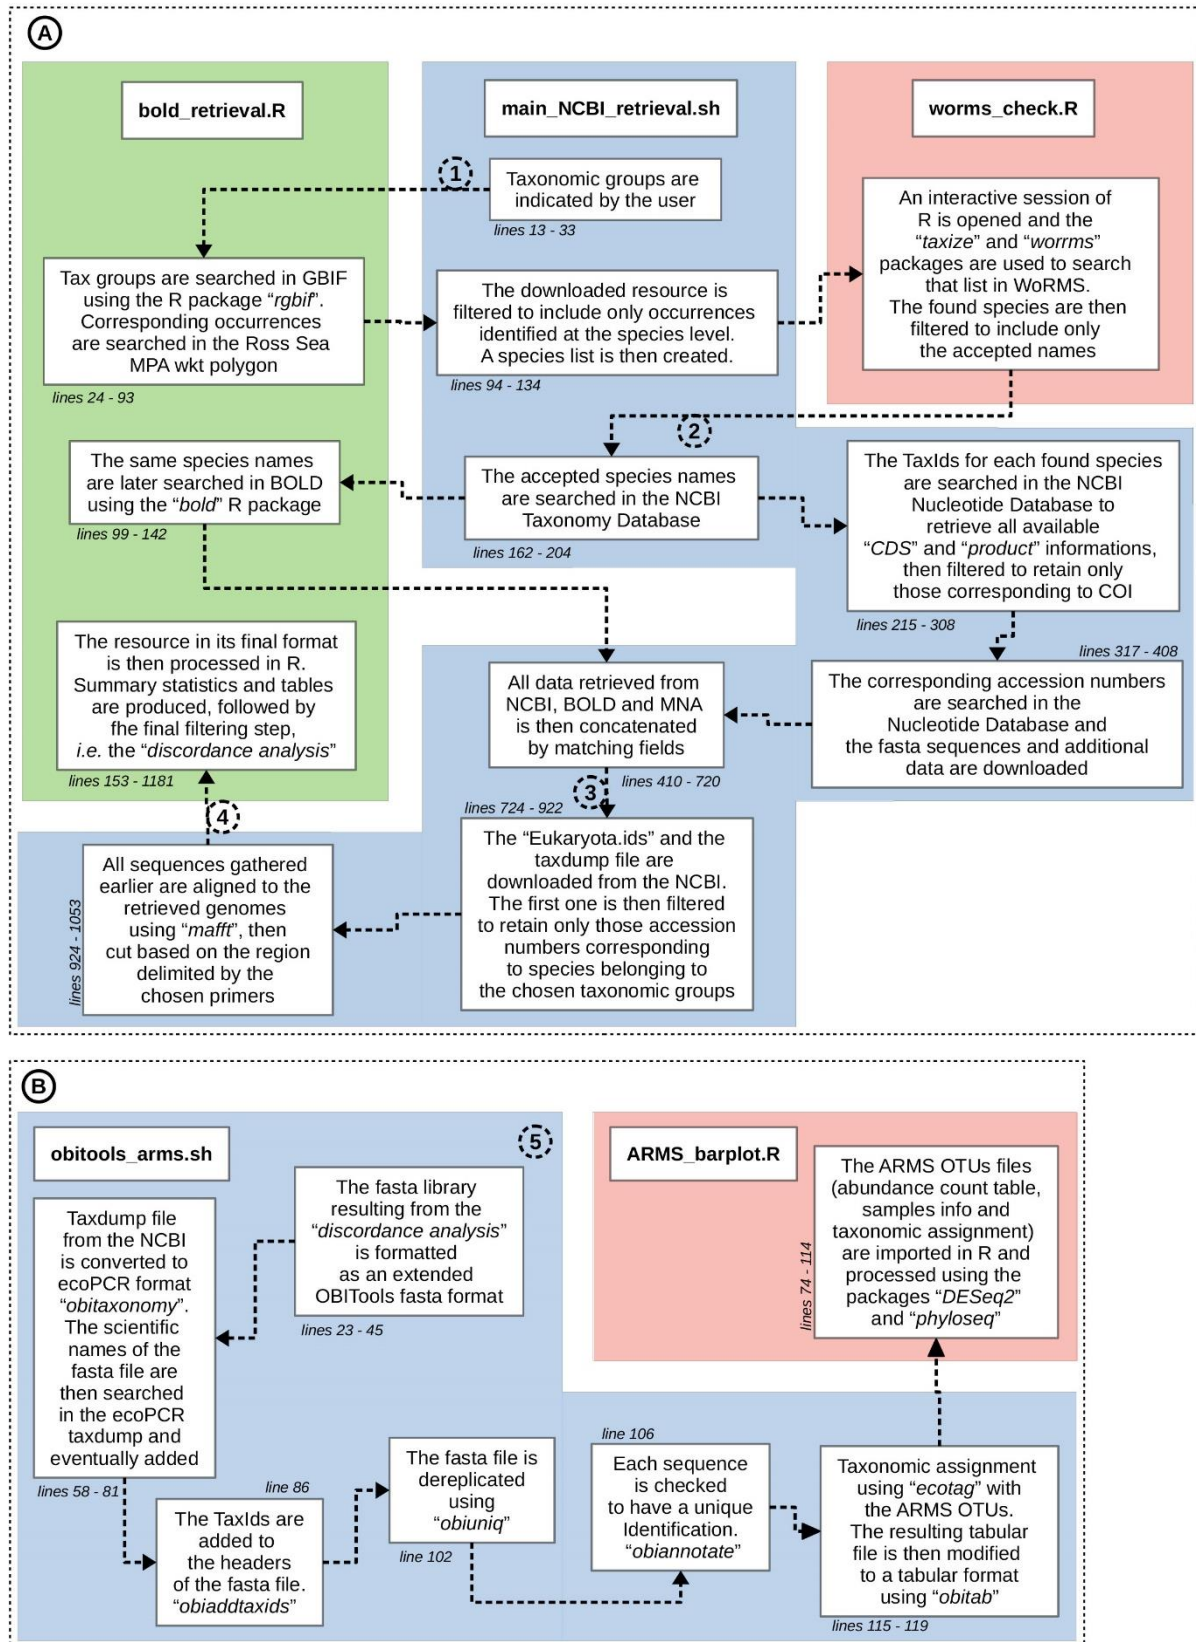 A
bold_retrieval.R
main_NCBI_retrieval.sh
worms_check.R
1
Taxonomic groups are
indicated by the user
lines 13 - 33
Tax groups are searched in GBIF
using the R package “rgbif”.
Corresponding occurrences
are searched in the Ross Sea
MPA wkt polygon
lines 24 - 93
The downloaded resource is
filtered to include only occurrences
identified at the species level.
A species list is then created.
lines 94 - 134
An interactive session of
R is opened and the
“taxize” and “worrms”
packages are used to search
that list in WoRMS.
The found species are then
filtered to include only
the accepted names
2
The accepted species names
are searched in the NCBI
Taxonomy Database
lines 162 - 204
The same species names
are later searched in BOLD
using the “bold” R package
lines 99 - 142
The TaxIds for each found species
are searched in the NCBI
Nucleotide Database to
retrieve all available
“CDS” and “product” informations,
then filtered to retain only
those corresponding to COI
lines 215 - 308
lines 317 - 408
The corresponding accession numbers
are searched in the
Nucleotide Database and
the fasta sequences and additional
data are downloaded
All data retrieved from
NCBI, BOLD and MNA
is then concatenated
by matching fields
lines 410 - 720
3
lines 724 - 922
The “Eukaryota.ids” and the
taxdump file are
downloaded from the NCBI.
The first one is then filtered
to retain only those accession
numbers corresponding
to species belonging to
the chosen taxonomic groups
All sequences gathered
earlier are aligned to the
retrieved genomes
using “mafft”, then
cut based on the region
delimited by the
chosen primers
lines 924 - 1053
4
The resource in its final format
is then processed in R.
Summary statistics and tables
are produced, followed by
fhe final filtering step,
i.e. the “discordance analysis”
lines 153 - 1181
B
obitools_arms.sh
5
ARMS_barplot.R
The fasta library
resulting from the
“discordance analysis”
is formatted
as an extended
OBITools fasta format
lines 23 - 45
Taxdump file
from the NCBI
is converted to
ecoPCR format
“obitaxonomy”.
The scientific
names of the
fasta file are
then searched
in the ecoPCR
taxdump and
eventually added
lines 58 - 81
line 86
The TaxIds are
added to
the headers
of the fasta file.
“obiaddtaxids”
The fasta file is
dereplicated
using
“obiuniq”
line 102
line 106
Each sequence
is checked
to have a unique
Identification.
“obiannotate”
Taxonomic assignment
using “ecotag” with
the ARMS OTUs.
The resulting tabular
file is then modified
to a tabular format
using “obitab”
lines 115 - 119
The ARMS OTUs files
(abundance count table,
samples info and
taxonomic assignment)
are imported in R and
processed using the
packages “DESeq2”
and “phyloseq”
lines 74 - 114